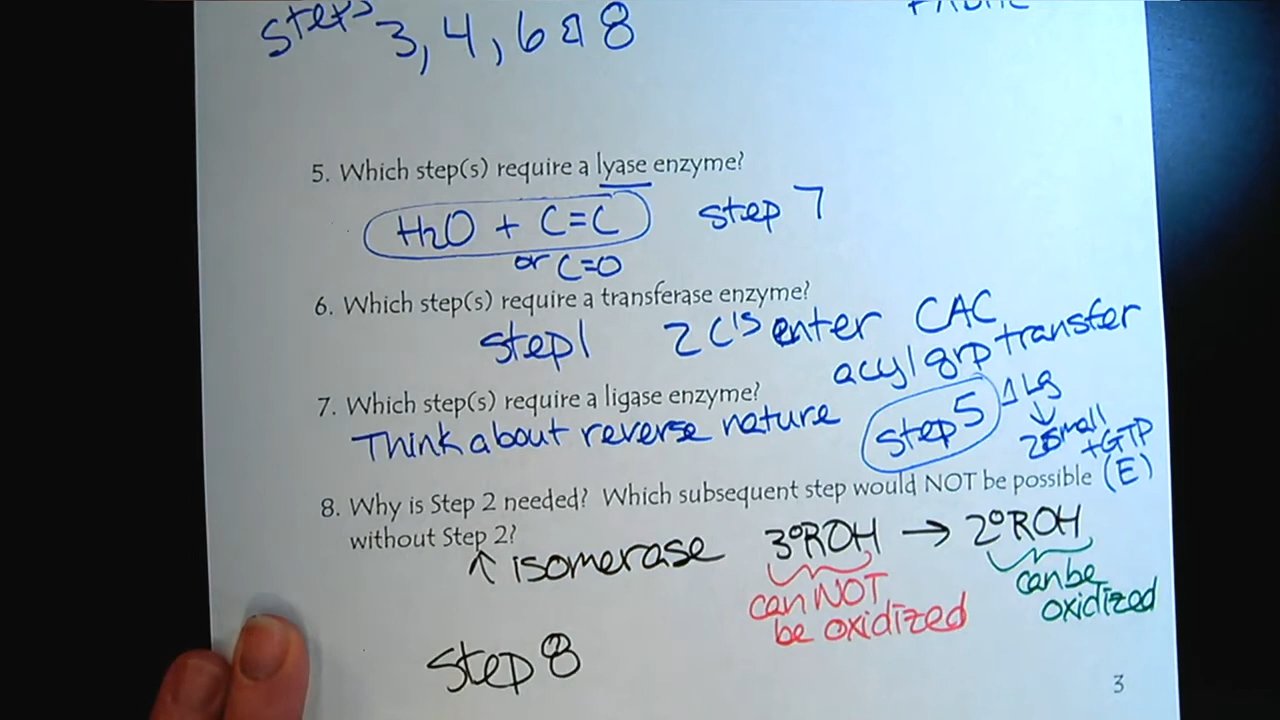 steps 3, 4, 6 & 8
5. Which step(s) require a lyase enzyme?
H₂O + C=C step 7
or C=O
6. Which step(s) require a transferase enzyme?
step 1 2 C's enter CAC
acyl grp transfer
7. Which step(s) require a ligase enzyme?
Think about reverse nature step 5 1 Lg
↓
2 small
+GTP
(E)
8. Why is Step 2 needed? Which subsequent step would NOT be possible
without Step 2?
↑ isomerase 3° ROH → 2° ROH
can NOT
be oxidized
can be
oxidized
Step 8
3